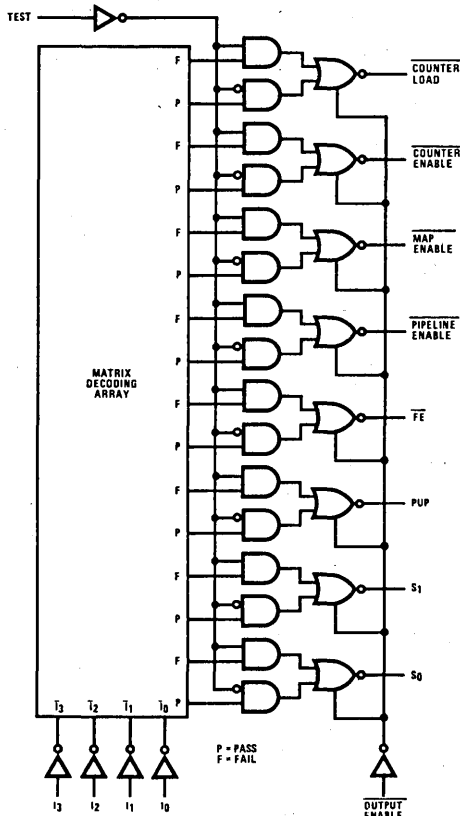 TEST
F
P
COUNTER
LOAD
F
P
COUNTER
ENABLE
F
P
MAP
ENABLE
F
P
PIPELINE
ENABLE
MATRIX
DECODING
ARRAY
F
P
FE
F
P
PUP
F
P
S1
F
P
S0
I3 I2 I1 I0
P = PASS
F = FAIL
I3 I2 I1 I0
OUTPUT
ENABLE